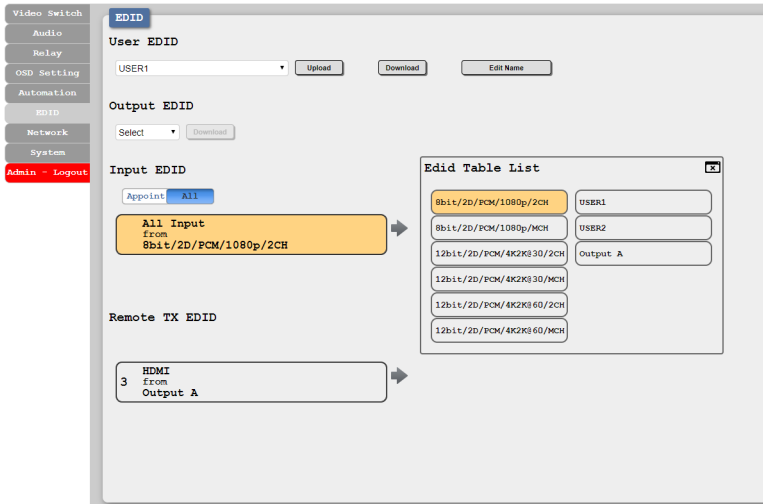 Video Switch
Audio
Relay
OSD Setting
Automation
EDID
Network
System
Admin - Logout
EDID
User EDID
USER1 Upload Download Edit Name
Output EDID
Select Download
Input EDID
Appoint All
All Input
from
8bit/2D/PCM/1080p/2CH
Edid Table List
8bit/2D/PCM/1080p/2CH USER1
8bit/2D/PCM/1080p/MCH USER2
12bit/2D/PCM/4K2K@30/2CH Output A
12bit/2D/PCM/4K2K@30/MCH
12bit/2D/PCM/4K2K@60/2CH
12bit/2D/PCM/4K2K@60/MCH
Remote TX EDID
HDMI
3 from
Output A